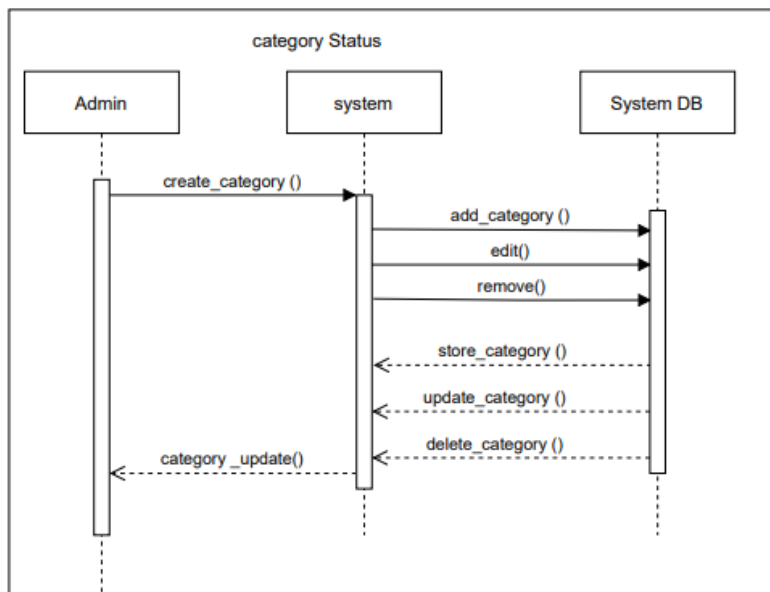 category Status
Admin
system
System DB
create_category ()
add_category ()
edit()
remove()
store_category ()
update_category ()
delete_category ()
category _update()